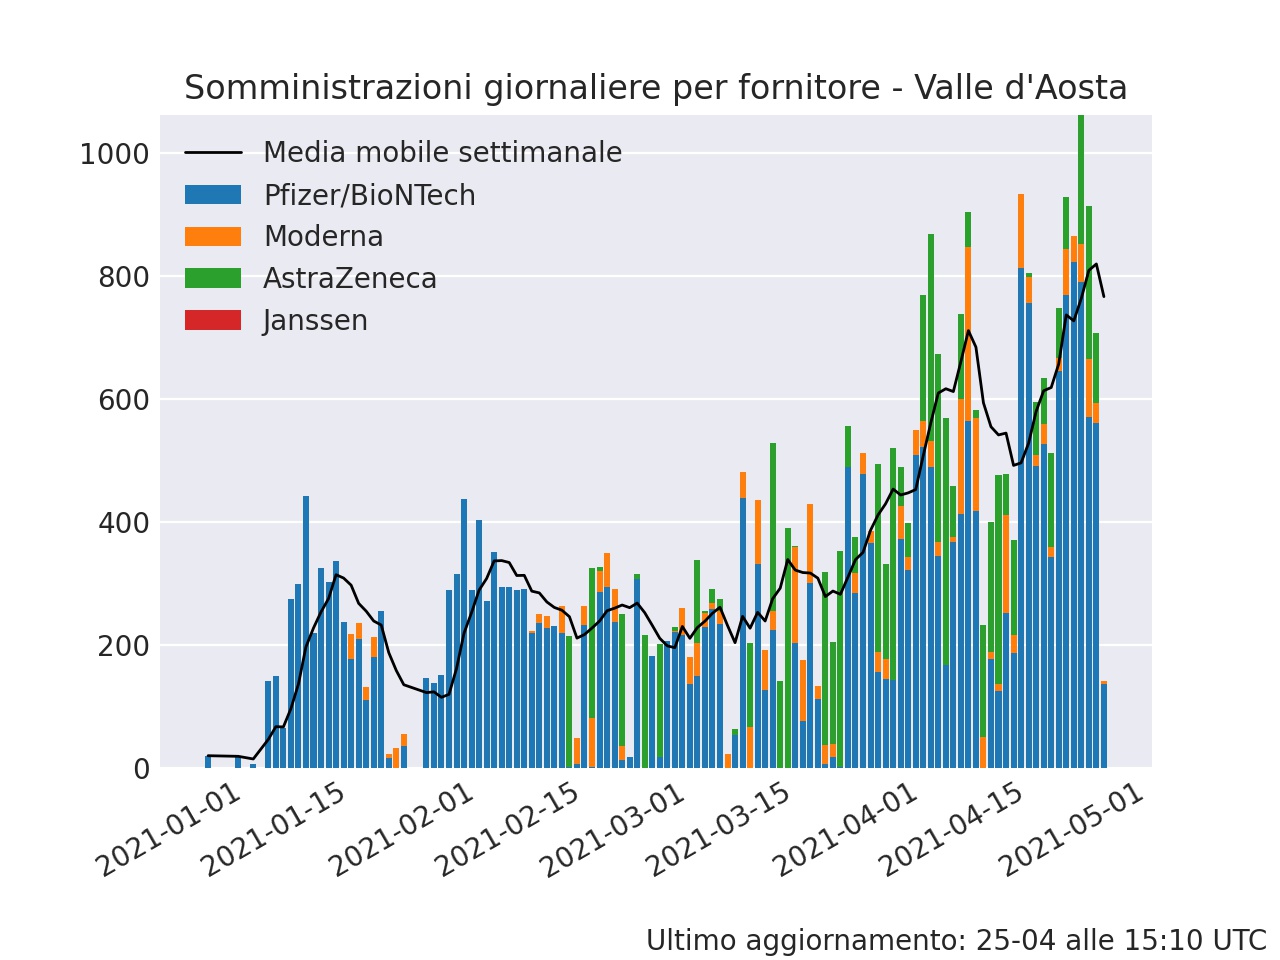 Somministrazioni giornaliere per fornitore - Valle d'Aosta
Media mobile settimanale
Pfizer/BioNTech
Moderna
AstraZeneca
Janssen
1000
800
600
400
200
0
2021-01-01
2021-01-15
2021-02-01
2021-02-15
2021-03-01
2021-03-15
2021-04-01
2021-04-15
2021-05-01
Ultimo aggiornamento: 25-04 alle 15:10 UTC